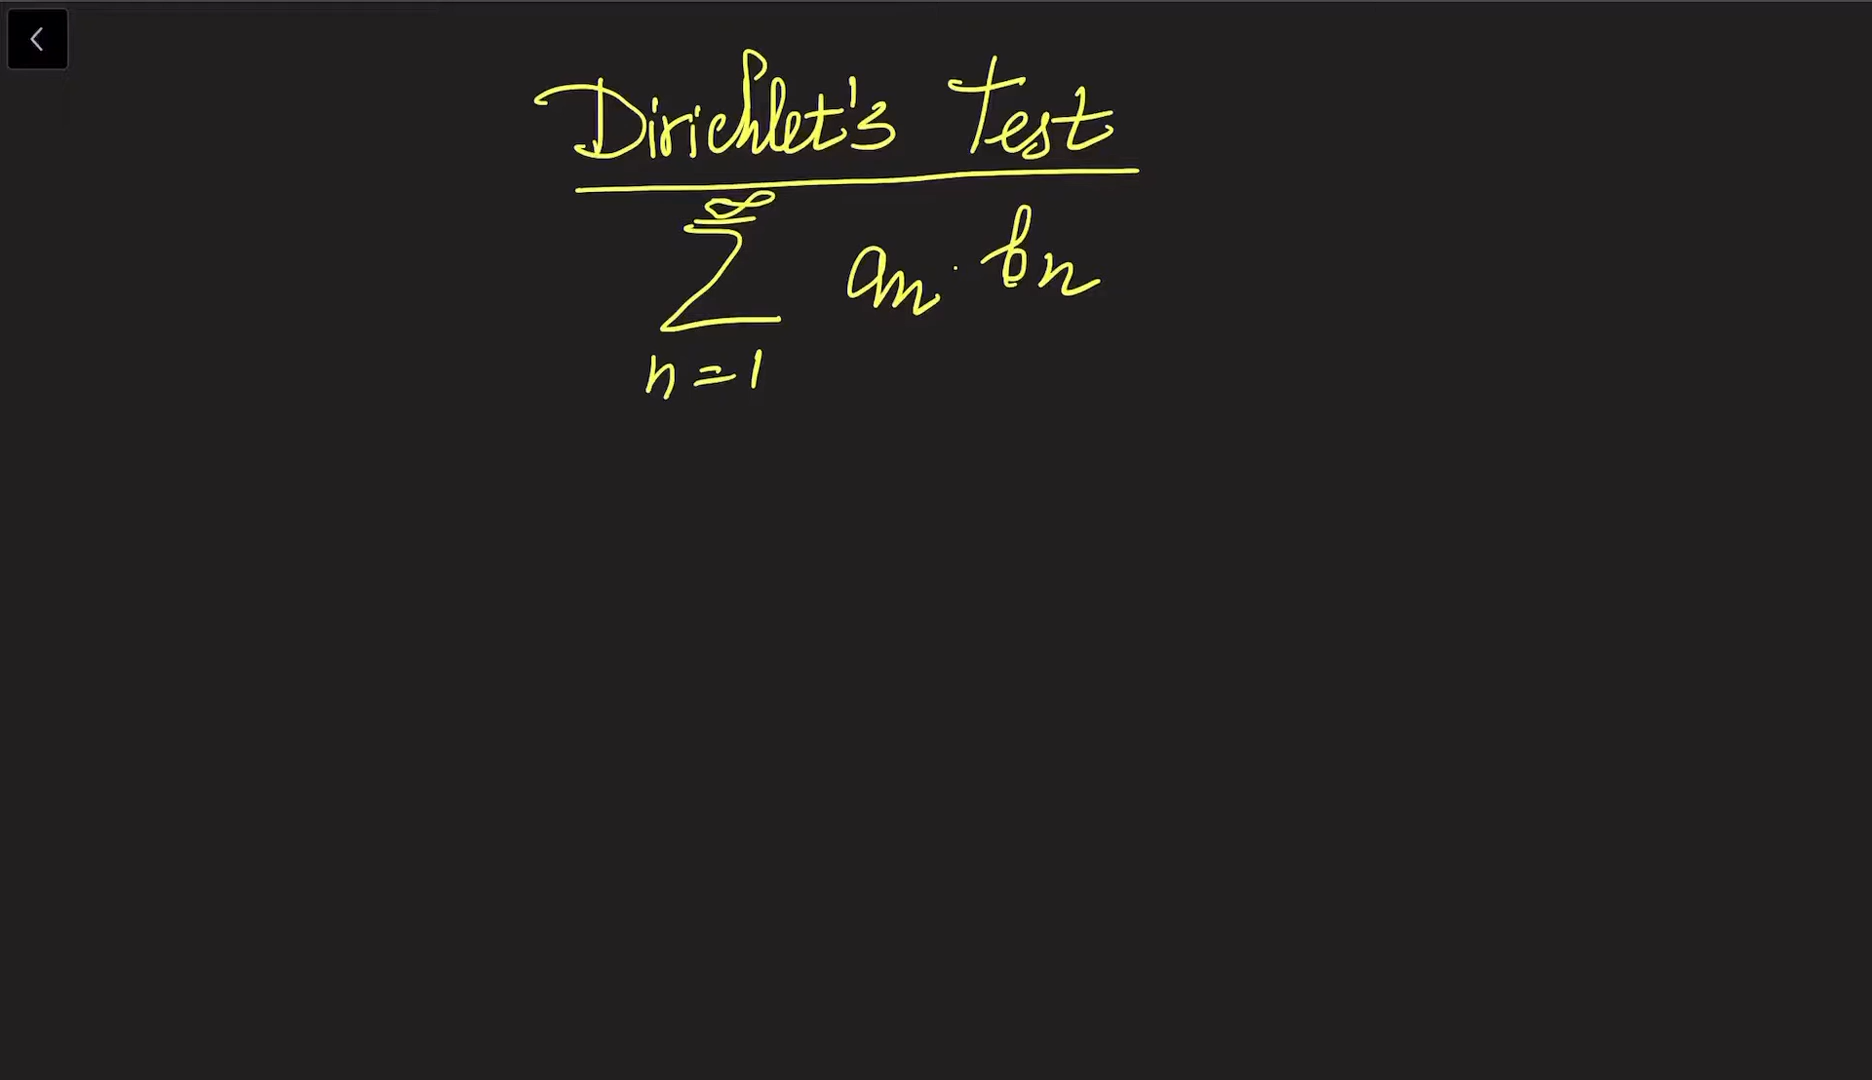 Dirichlet's Test
∞
∑ an · bn
n=1